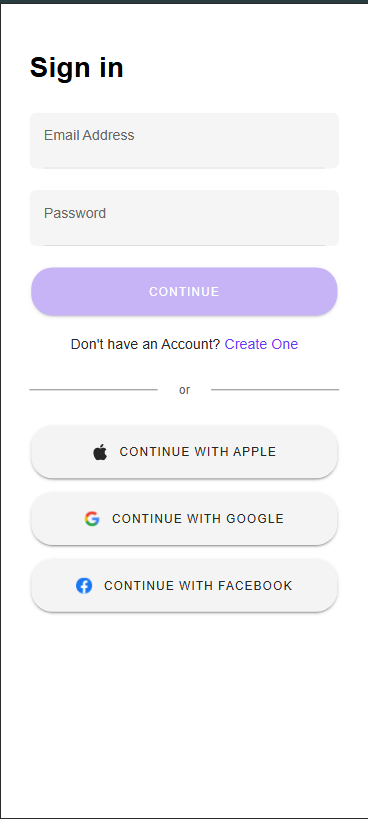 Sign in
Email Address
Password
CONTINUE
Don't have an Account? Create One
or
CONTINUE WITH APPLE
CONTINUE WITH GOOGLE
CONTINUE WITH FACEBOOK